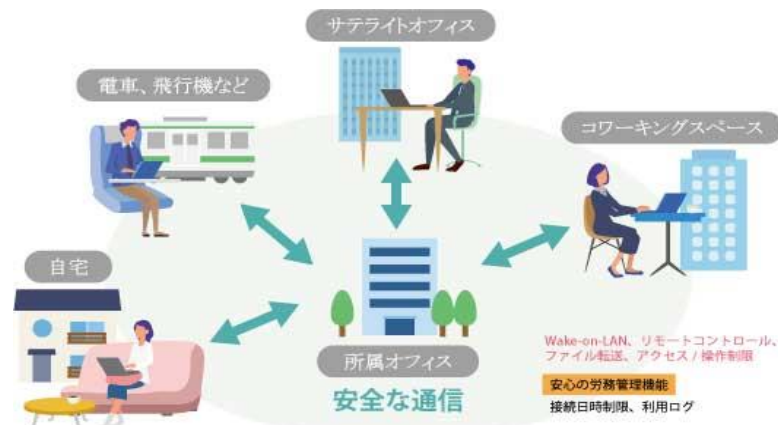 サテライトオフィス
電車、飛行機など
コワーキングスペース
自宅
所属オフィス
安全な通信
Wake-on-LAN、リモートコントロール、
ファイル転送、アクセス / 操作制限
安心の労務管理機能
接続日時制限、利用ログ